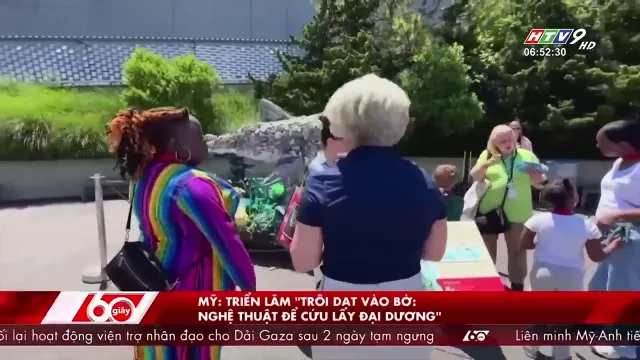 HTV9 HD
06:52:30
60 giây
MỸ: TRIỂN LÃM "TRÔI DẠT VÀO BỜ:
NGHỆ THUẬT ĐỂ CỨU LẤY ĐẠI DƯƠNG"
ối lại hoạt động viện trợ nhân đạo cho Dải Gaza sau 2 ngày tạm ngưng 60 Liên minh Mỹ-Anh tiế